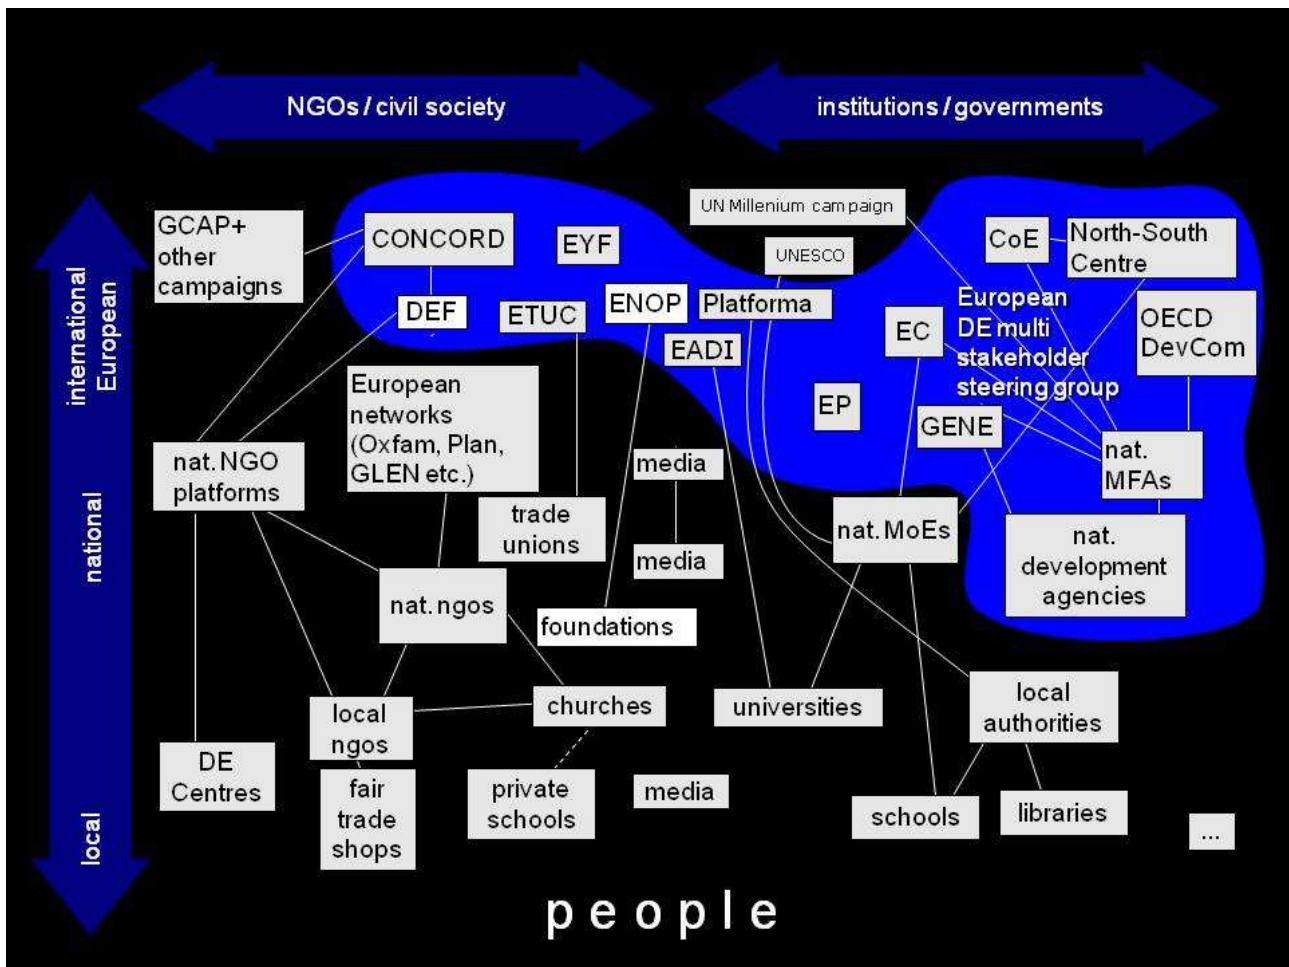 NGOs / civil society
institutions / governments
international
European
national
local
GCAP+
other
campaigns
CONCORD
EYF
UN Millenium campaign
UNESCO
CoE
North-South
Centre
DEF
ETUC
ENOP
Platforma
EADI
EC
European
DE multi
stakeholder
steering group
OECD
DevCom
European
networks
(Oxfam, Plan,
GLEN etc.)
EP
GENE
nat. NGO
platforms
media
nat.
MFAs
trade
unions
media
nat. MoEs
nat.
development
agencies
nat. ngos
foundations
local
ngos
churches
universities
local
authorities
DE
Centres
fair
trade
shops
private
schools
media
schools
libraries
...
people